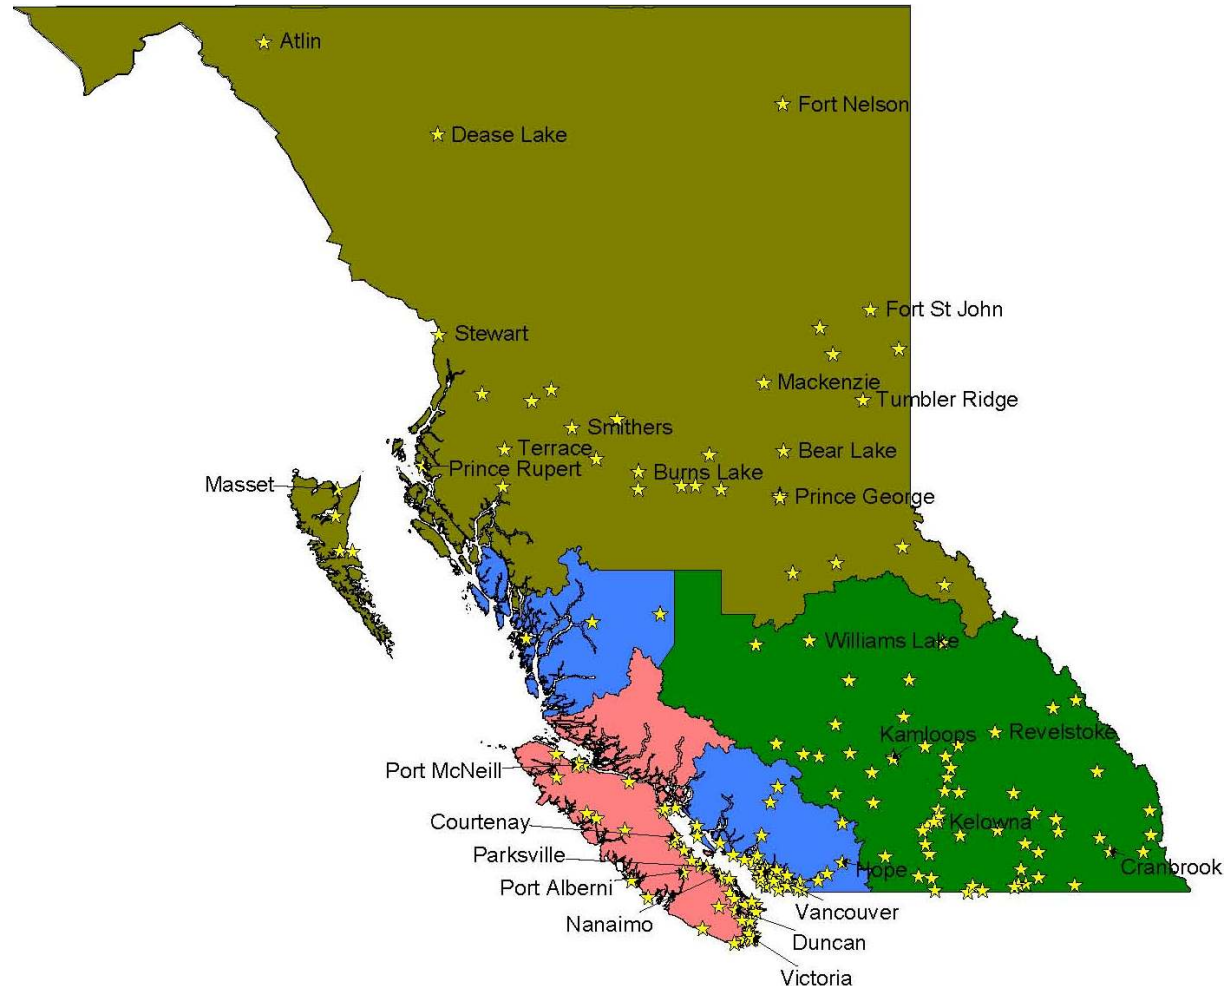 Atlin
Fort Nelson
Dease Lake
Fort St John
Stewart
Mackenzie
Tumbler Ridge
Smithers
Terrace
Bear Lake
Prince Rupert
Burns Lake
Masset
Prince George
Williams Lake
Revelstoke
Kamloops
Port McNeill
Courtenay
Kelowna
Parksville
Cranbrook
Hope
Port Alberni
Vancouver
Nanaimo
Duncan
Victoria